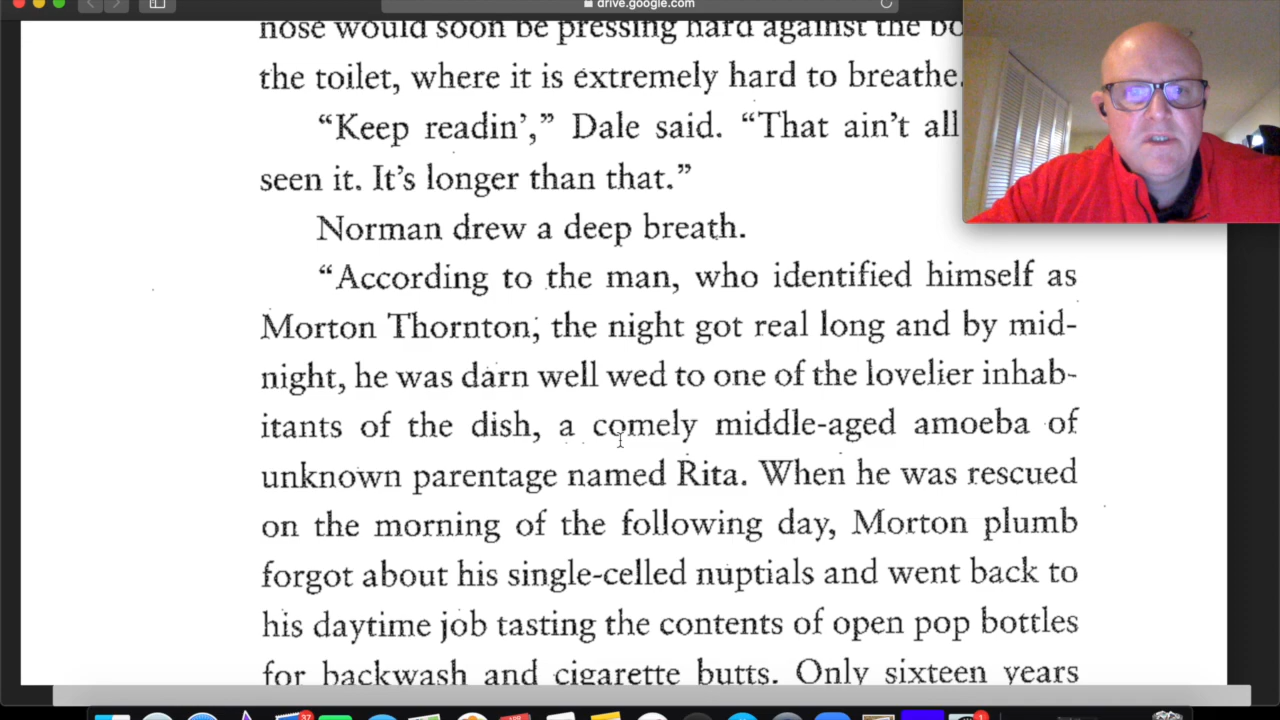 drive.google.com
nose would soon be pressing hard against the bo
the toilet, where it is extremely hard to breathe.
“Keep readin’,” Dale said. “That ain’t all
seen it. It’s longer than that.”
Norman drew a deep breath.
“According to the man, who identified himself as
Morton Thornton, the night got real long and by mid-
night, he was darn well wed to one of the lovelier inhab-
itants of the dish, a comely middle-aged amoeba of
unknown parentage named Rita. When he was rescued
on the morning of the following day, Morton plumb
forgot about his single-celled nuptials and went back to
his daytime job tasting the contents of open pop bottles
for backwash and cigarette butts. Only sixteen years
37
1